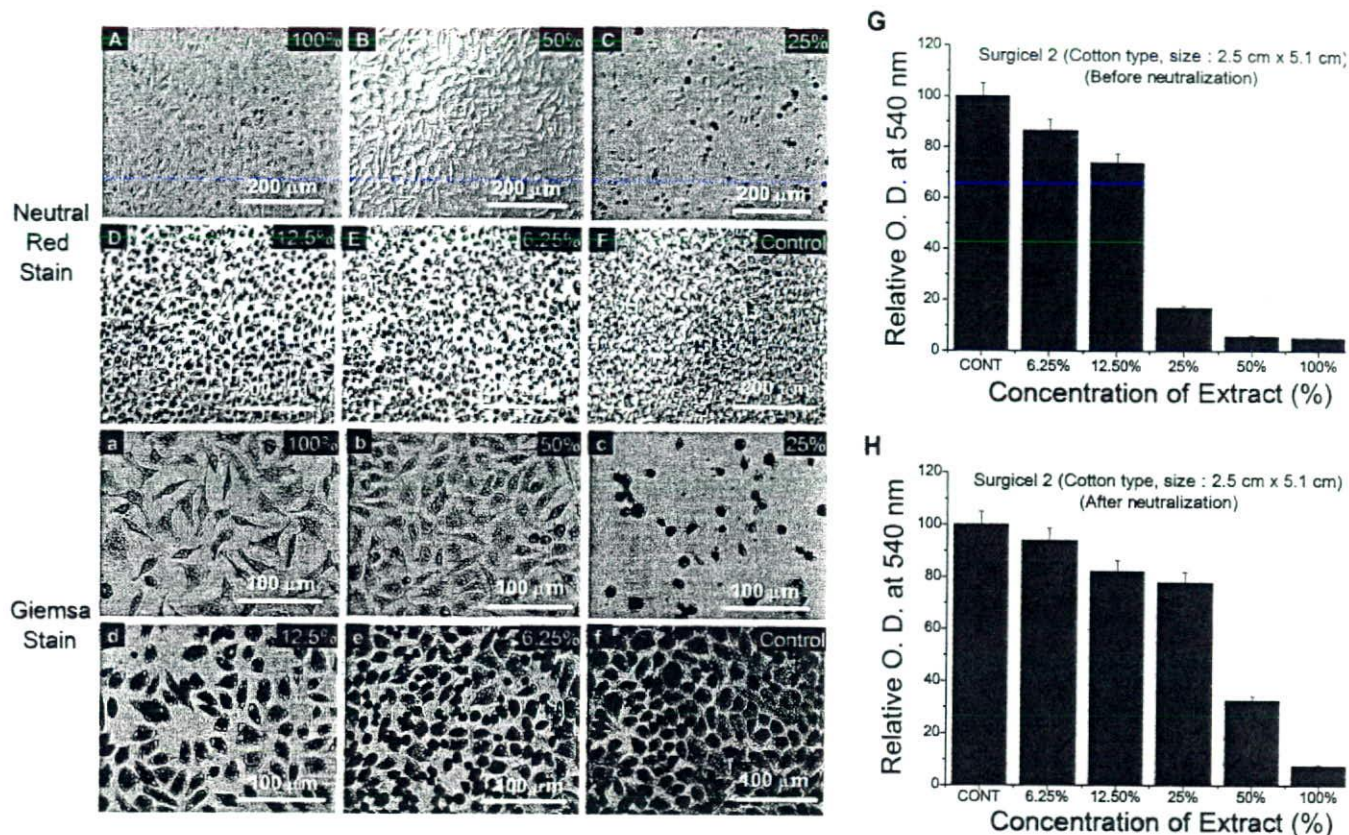 A 100%
B 50%
C 25%
200 μm
200 μm
200 μm
Neutral
Red
Stain
D 12.5%
E 6.25%
F Control
200 μm
a 100%
b 50%
c 25%
100 μm
100 μm
100 μm
Giemsa
Stain
d 12.5%
e 6.25%
f Control
100 μm
100 μm
100 μm
G
Surgicel 2 (Cotton type, size : 2.5 cm x 5.1 cm)
(Before neutralization)
Relative O. D. at 540 nm
120
100
80
60
40
20
0
CONT 6.25% 12.50% 25% 50% 100%
Concentration of Extract (%)
H
Surgicel 2 (Cotton type, size : 2.5 cm x 5.1 cm)
(After neutralization)
Relative O. D. at 540 nm
120
100
80
60
40
20
0
CONT 6.25% 12.50% 25% 50% 100%
Concentration of Extract (%)